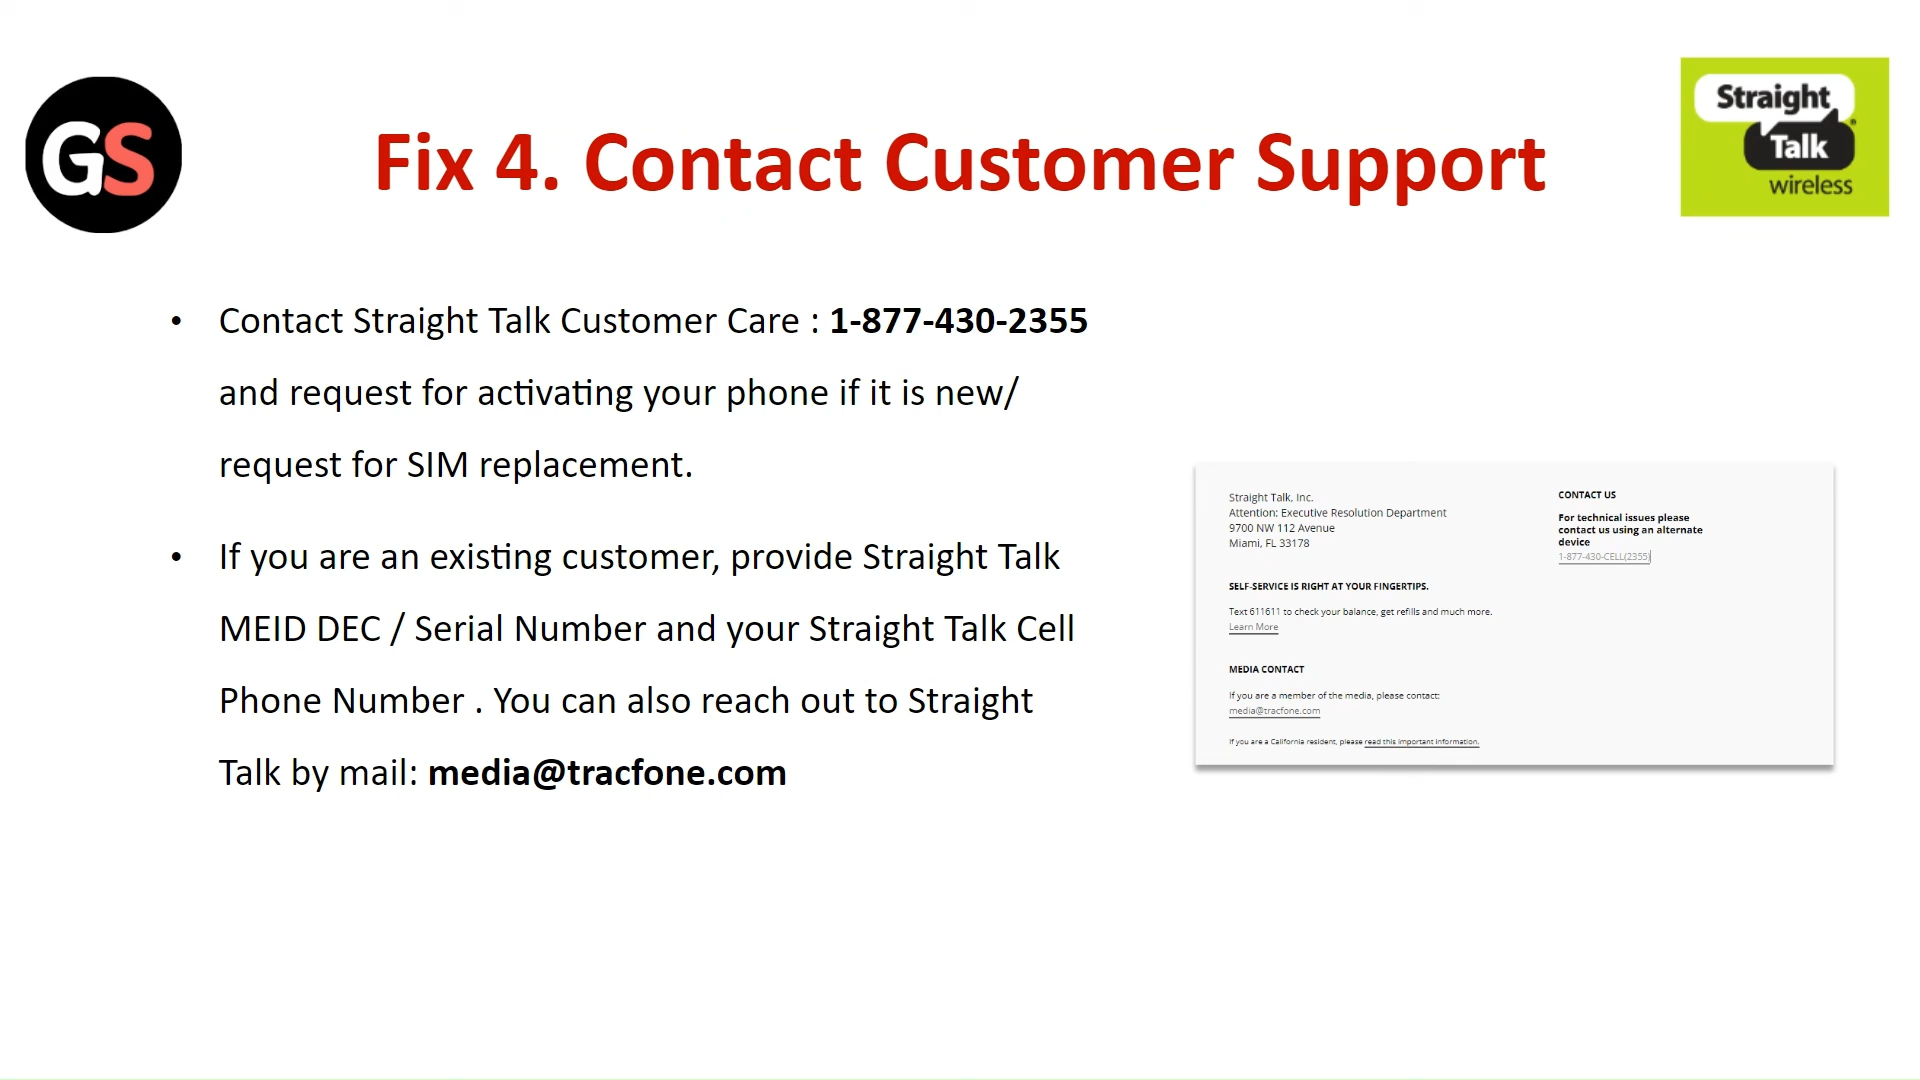 GS
Fix 4. Contact Customer Support
Straight
Talk
®
wireless
• Contact Straight Talk Customer Care : 1-877-430-2355
and request for activating your phone if it is new/
request for SIM replacement.
• If you are an existing customer, provide Straight Talk
MEID DEC / Serial Number and your Straight Talk Cell
Phone Number . You can also reach out to Straight
Talk by mail: media@tracfone.com
Straight Talk, Inc.
Attention: Executive Resolution Department
9700 NW 112 Avenue
Miami, FL 33178
SELF-SERVICE IS RIGHT AT YOUR FINGERTIPS.
Text 611611 to check your balance, get refills and much more.
Learn More
MEDIA CONTACT
If you are a member of the media, please contact:
media@tracfone.com
If you are a California resident, please read this important information.
CONTACT US
For technical issues please
contact us using an alternate
device
1-877-430-CELL(2355)